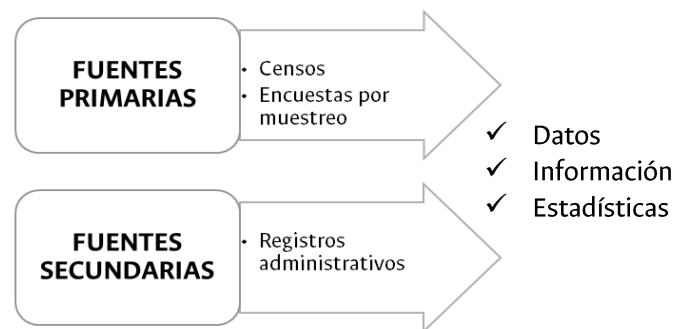 FUENTES
PRIMARIAS
• Censos
• Encuestas por
muestreo
FUENTES
SECUNDARIAS
• Registros
administrativos
✓ Datos
✓ Información
✓ Estadísticas